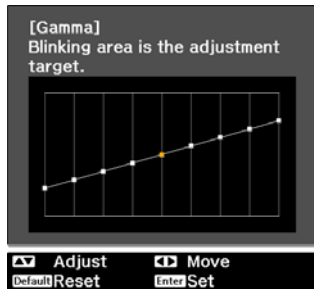 [Gamma]
Blinking area is the adjustment
target.
Adjust Move
Default Reset Enter Set